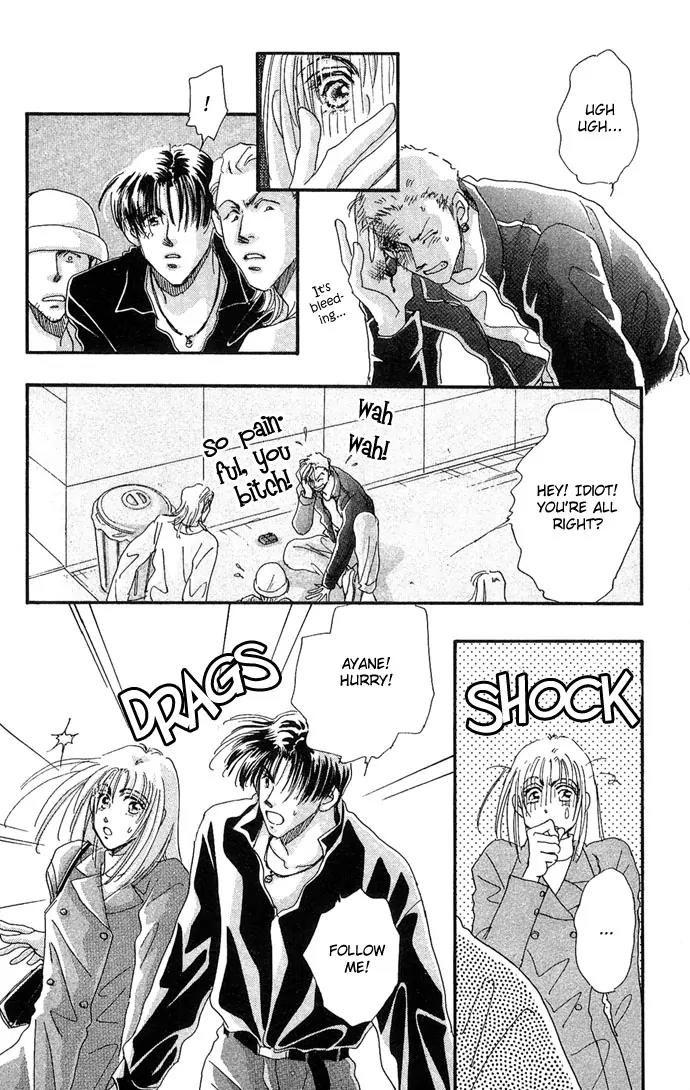 UGH
UGH...
!
It's
bleed-
ing...
HEY! IDIOT!
YOU'RE ALL
RIGHT?
wah
wah!
so pain-
ful, you
bitch!
SHOCK
...
AYANE!
HURRY!
DRAGS
FOLLOW
ME!